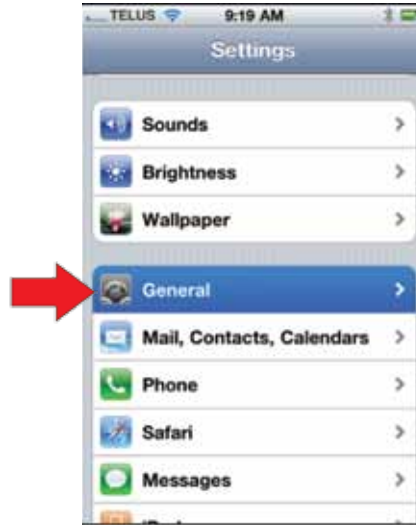 TELUS 9:19 AM
Settings
Sounds
Brightness
Wallpaper
General
Mail, Contacts, Calendars
Phone
Safari
Messages